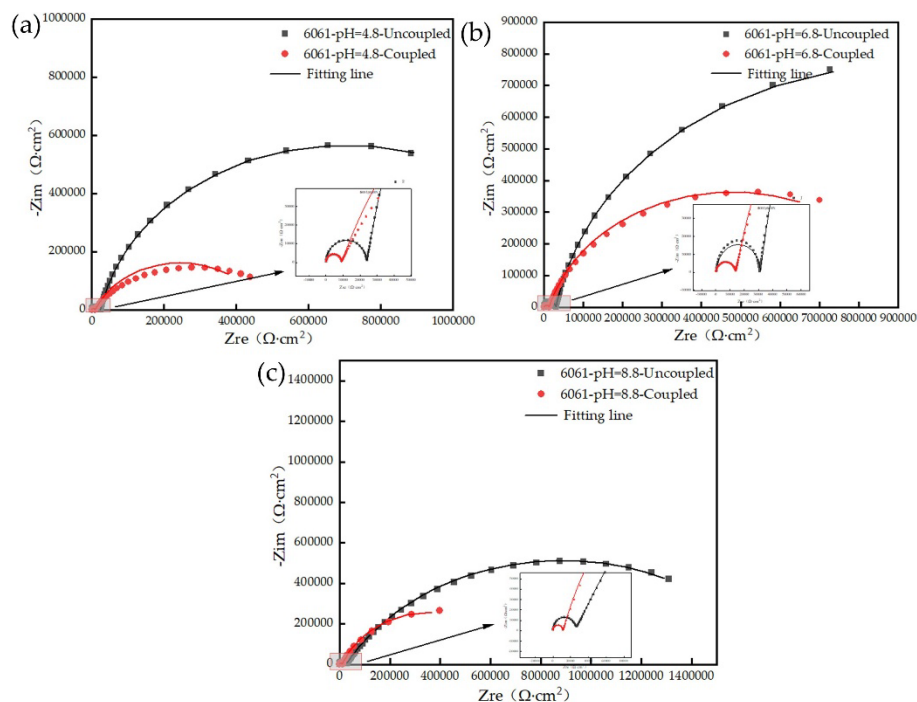 (a)
1000000
800000
600000
400000
200000
0
-Zim (Ω·cm²)
6061-pH=4.8-Uncoupled
6061-pH=4.8-Coupled
Fitting line
0 200000 400000 600000 800000 1000000
Zre (Ω·cm²)
(b)
900000
800000
700000
600000
500000
400000
300000
200000
100000
0
-Zim (Ω·cm²)
6061-pH=6.8-Uncoupled
6061-pH=6.8-Coupled
Fitting line
0 100000 200000 300000 400000 500000 600000 700000 800000 900000
Zre (Ω·cm²)
(c)
1400000
1200000
1000000
800000
600000
400000
200000
0
-Zim (Ω·cm²)
6061-pH=8.8-Uncoupled
6061-pH=8.8-Coupled
Fitting line
0 200000 400000 600000 800000 1000000 1200000 1400000
Zre (Ω·cm²)